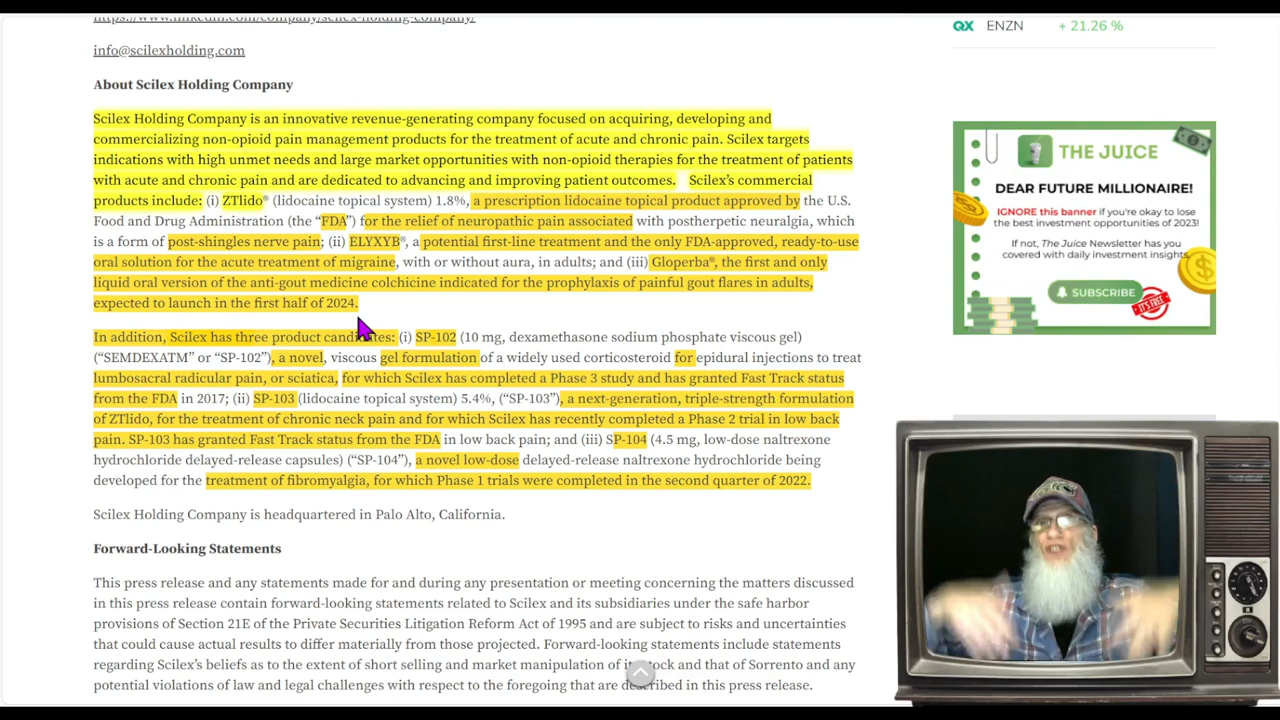 https://www.linkedin.com/company/scilex-holding-company/
info@scilexholding.com
About Scilex Holding Company
Scilex Holding Company is an innovative revenue-generating company focused on acquiring, developing and
commercializing non-opioid pain management products for the treatment of acute and chronic pain. Scilex targets
indications with high unmet needs and large market opportunities with non-opioid therapies for the treatment of patients
with acute and chronic pain and are dedicated to advancing and improving patient outcomes. Scilex’s commercial
products include: (i) ZTlido® (lidocaine topical system) 1.8%, a prescription lidocaine topical product approved by the U.S.
Food and Drug Administration (the “FDA”) for the relief of neuropathic pain associated with postherpetic neuralgia, which
is a form of post-shingles nerve pain; (ii) ELYXYB®, a potential first-line treatment and the only FDA-approved, ready-to-use
oral solution for the acute treatment of migraine, with or without aura, in adults; and (iii) Gloperba®, the first and only
liquid oral version of the anti-gout medicine colchicine indicated for the prophylaxis of painful gout flares in adults,
expected to launch in the first half of 2024.
In addition, Scilex has three product candidates: (i) SP-102 (10 mg, dexamethasone sodium phosphate viscous gel)
(“SEMDEXATM” or “SP-102”), a novel, viscous gel formulation of a widely used corticosteroid for epidural injections to treat
lumbosacral radicular pain, or sciatica, for which Scilex has completed a Phase 3 study and has granted Fast Track status
from the FDA in 2017; (ii) SP-103 (lidocaine topical system) 5.4%, (“SP-103”), a next-generation, triple-strength formulation
of ZTlido, for the treatment of chronic neck pain and for which Scilex has recently completed a Phase 2 trial in low back
pain. SP-103 has granted Fast Track status from the FDA in low back pain; and (iii) SP-104 (4.5 mg, low-dose naltrexone
hydrochloride delayed-release capsules) (“SP-104”), a novel low-dose delayed-release naltrexone hydrochloride being
developed for the treatment of fibromyalgia, for which Phase 1 trials were completed in the second quarter of 2022.
Scilex Holding Company is headquartered in Palo Alto, California.
Forward-Looking Statements
This press release and any statements made for and during any presentation or meeting concerning the matters discussed
in this press release contain forward-looking statements related to Scilex and its subsidiaries under the safe harbor
provisions of Section 21E of the Private Securities Litigation Reform Act of 1995 and are subject to risks and uncertainties
that could cause actual results to differ materially from those projected. Forward-looking statements include statements
regarding Scilex’s beliefs as to the extent of short selling and market manipulation of its stock and that of Sorrento and any
potential violations of law and legal challenges with respect to the foregoing that are described in this press release.
QX ENZN + 21.26 %
THE JUICE
DEAR FUTURE MILLIONAIRE!
IGNORE this banner if you're okay to lose
the best investment opportunities of 2023!
If not, The Juice Newsletter has you
covered with daily investment insights.
SUBSCRIBE
IT'S FREE